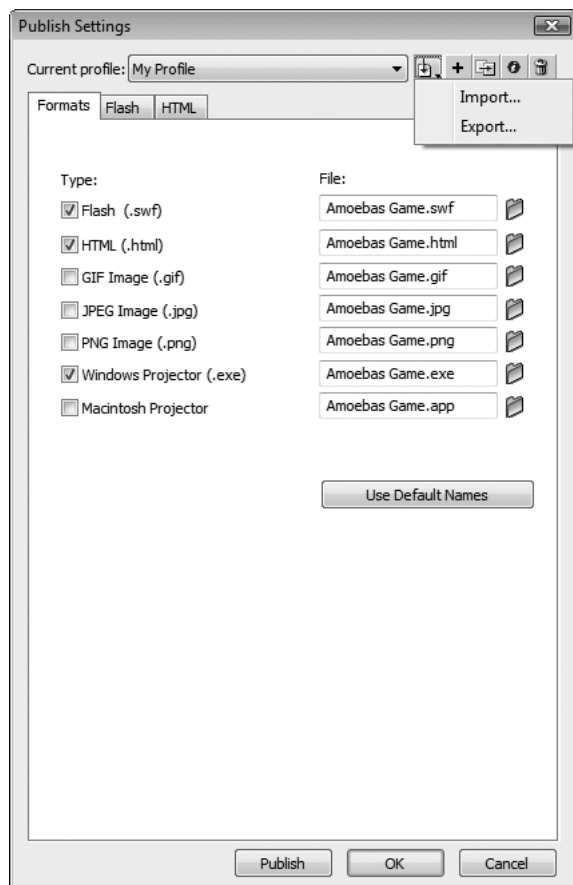 Publish Settings
Current profile: My Profile
Import...
Export...
Formats Flash HTML
Type: File:
Flash (.swf) Amoebas Game.swf
HTML (.html) Amoebas Game.html
GIF Image (.gif) Amoebas Game.gif
JPEG Image (.jpg) Amoebas Game.jpg
PNG Image (.png) Amoebas Game.png
Windows Projector (.exe) Amoebas Game.exe
Macintosh Projector Amoebas Game.app
Use Default Names
Publish OK Cancel